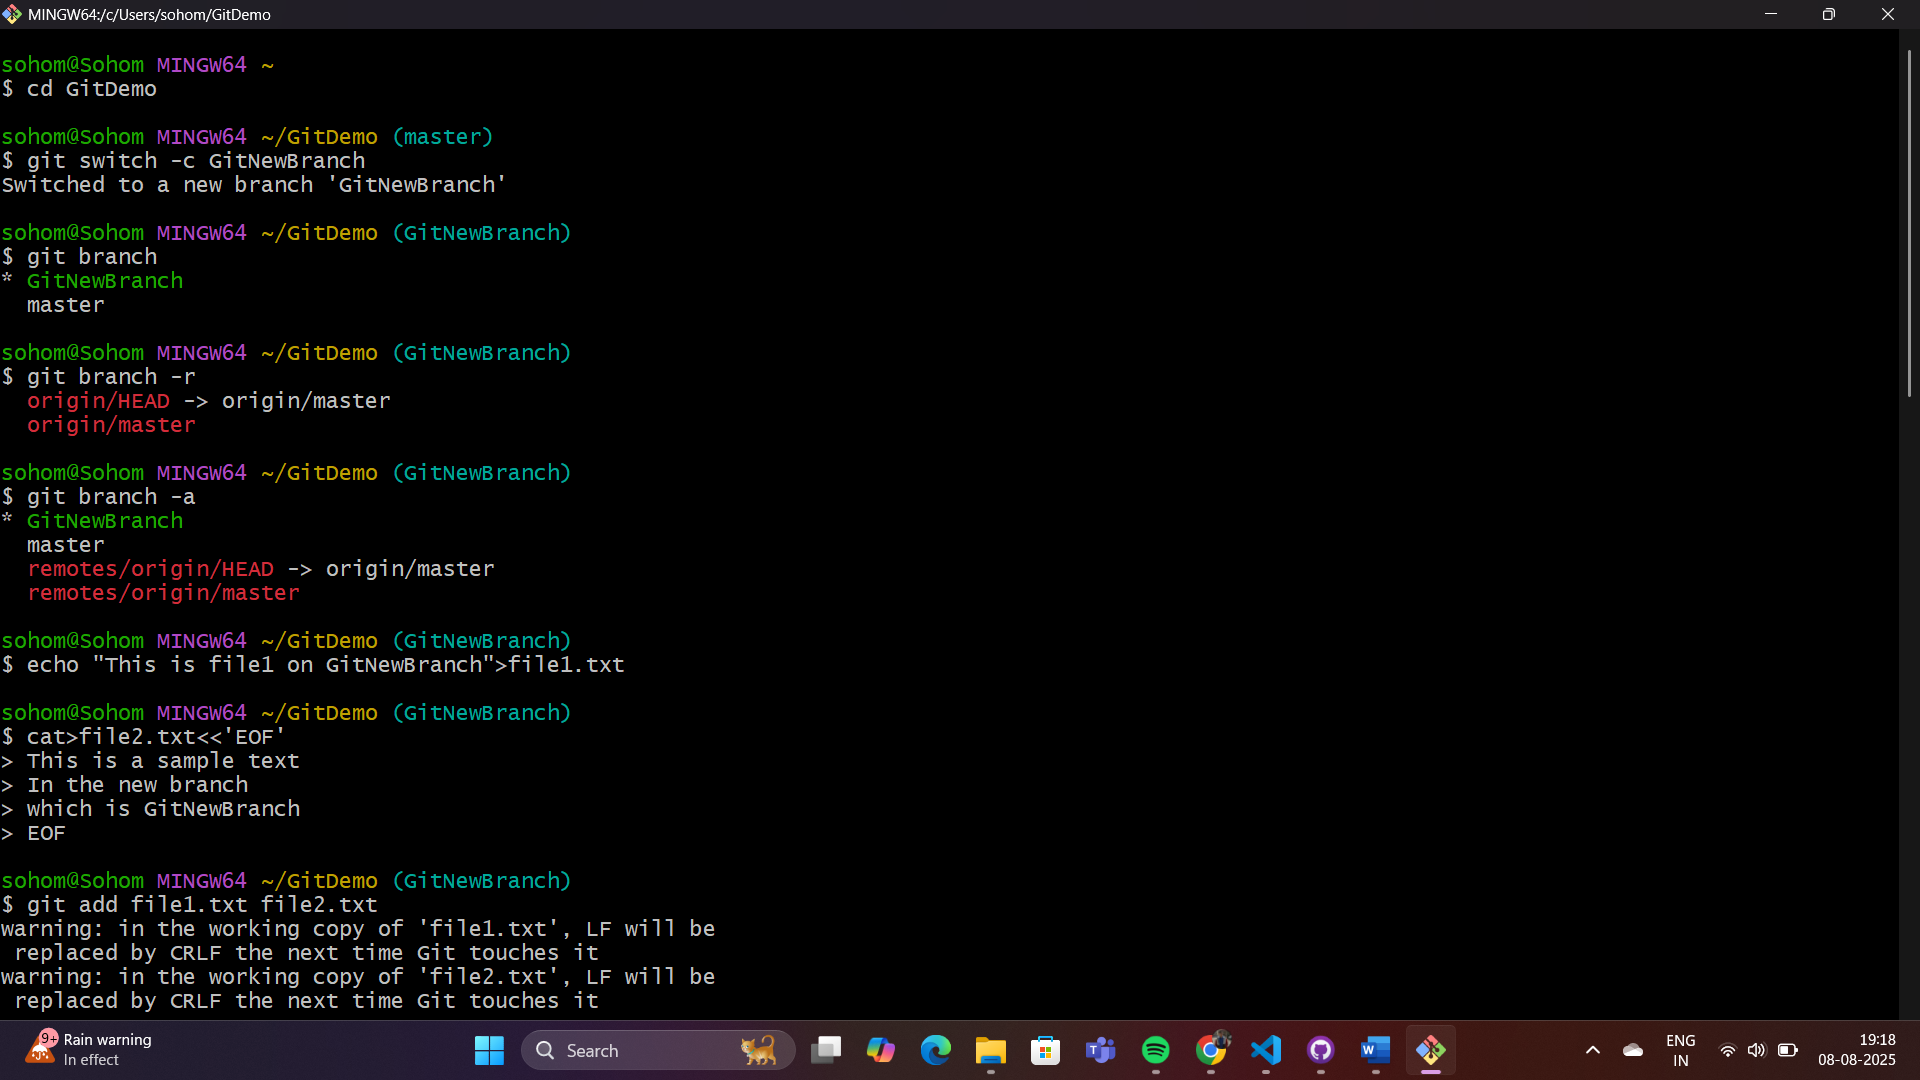 MINGW64:/c/Users/sohom/GitDemo
sohom@Sohom MINGW64 ~
$ cd GitDemo
sohom@Sohom MINGW64 ~/GitDemo (master)
$ git switch -c GitNewBranch
Switched to a new branch 'GitNewBranch'
sohom@Sohom MINGW64 ~/GitDemo (GitNewBranch)
$ git branch
* GitNewBranch
  master
sohom@Sohom MINGW64 ~/GitDemo (GitNewBranch)
$ git branch -r
  origin/HEAD -> origin/master
  origin/master
sohom@Sohom MINGW64 ~/GitDemo (GitNewBranch)
$ git branch -a
* GitNewBranch
  master
  remotes/origin/HEAD -> origin/master
  remotes/origin/master
sohom@Sohom MINGW64 ~/GitDemo (GitNewBranch)
$ echo "This is file1 on GitNewBranch">file1.txt
sohom@Sohom MINGW64 ~/GitDemo (GitNewBranch)
$ cat>file2.txt<<'EOF'
> This is a sample text
> In the new branch
> which is GitNewBranch
> EOF
sohom@Sohom MINGW64 ~/GitDemo (GitNewBranch)
$ git add file1.txt file2.txt
warning: in the working copy of 'file1.txt', LF will be
 replaced by CRLF the next time Git touches it
warning: in the working copy of 'file2.txt', LF will be
 replaced by CRLF the next time Git touches it
9+
Rain warning
In effect
Search
T
W
ENG
IN
19:18
08-08-2025